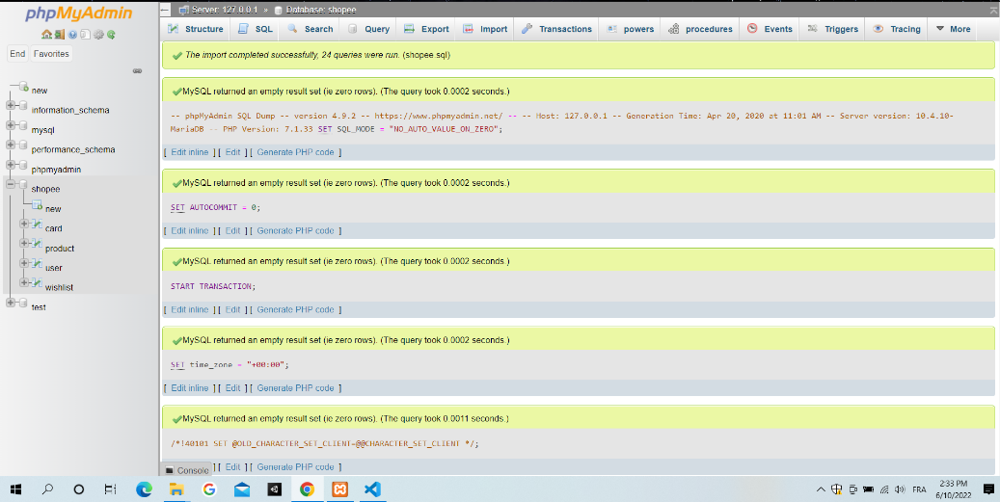 phpMyAdmin
Server: 127.0.0.1 » Database: shopee
Structure SQL Search Query Export Import Transactions powers procedures Events Triggers Tracing More
End Favorites
new
information_schema
mysql
performance_schema
phpmyadmin
shopee
new
card
product
user
wishlist
test
The import completed successfully, 24 queries were run. (shopee sql)
MySQL returned an empty result set (ie zero rows). (The query took 0.0002 seconds.)
-- phpMyAdmin SQL Dump -- version 4.9.2 -- https://www.phpmyadmin.net/ -- -- Host: 127.0.0.1 -- Generation Time: Apr 20, 2020 at 11:01 AM -- Server version: 10.4.10-
MariaDB -- PHP Version: 7.1.33 SET SQL_MODE = "NO_AUTO_VALUE_ON_ZERO";
[ Edit inline ] [ Edit ] [ Generate PHP code ]
MySQL returned an empty result set (ie zero rows). (The query took 0.0002 seconds.)
SET AUTOCOMMIT = 0;
[ Edit inline ] [ Edit ] [ Generate PHP code ]
MySQL returned an empty result set (ie zero rows). (The query took 0.0002 seconds.)
START TRANSACTION;
[ Edit inline ] [ Edit ] [ Generate PHP code ]
MySQL returned an empty result set (ie zero rows). (The query took 0.0002 seconds.)
SET time_zone = "+00:00";
[ Edit inline ] [ Edit ] [ Generate PHP code ]
MySQL returned an empty result set (ie zero rows). (The query took 0.0011 seconds.)
/*!40101 SET @OLD_CHARACTER_SET_CLIENT=@@CHARACTER_SET_CLIENT */;
Console ] [ Edit ] [ Generate PHP code ]
FRA
2:33 PM
6/10/2022